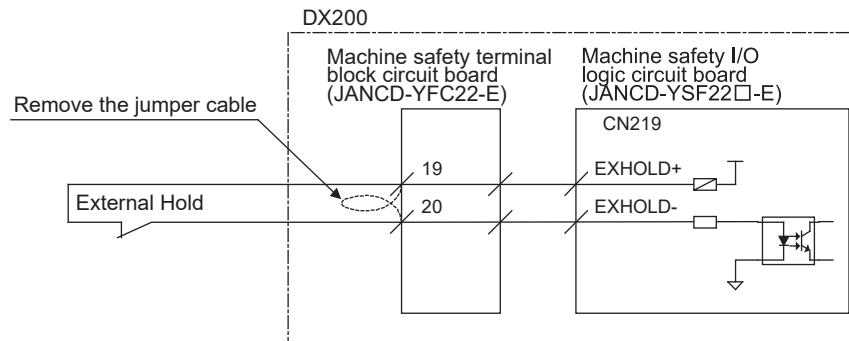 DX200
Machine safety terminal
block circuit board
(JANCD-YFC22-E)
Machine safety I/O
logic circuit board
(JANCD-YSF22□-E)
Remove the jumper cable
CN219
19
EXHOLD+
External Hold
20
EXHOLD-